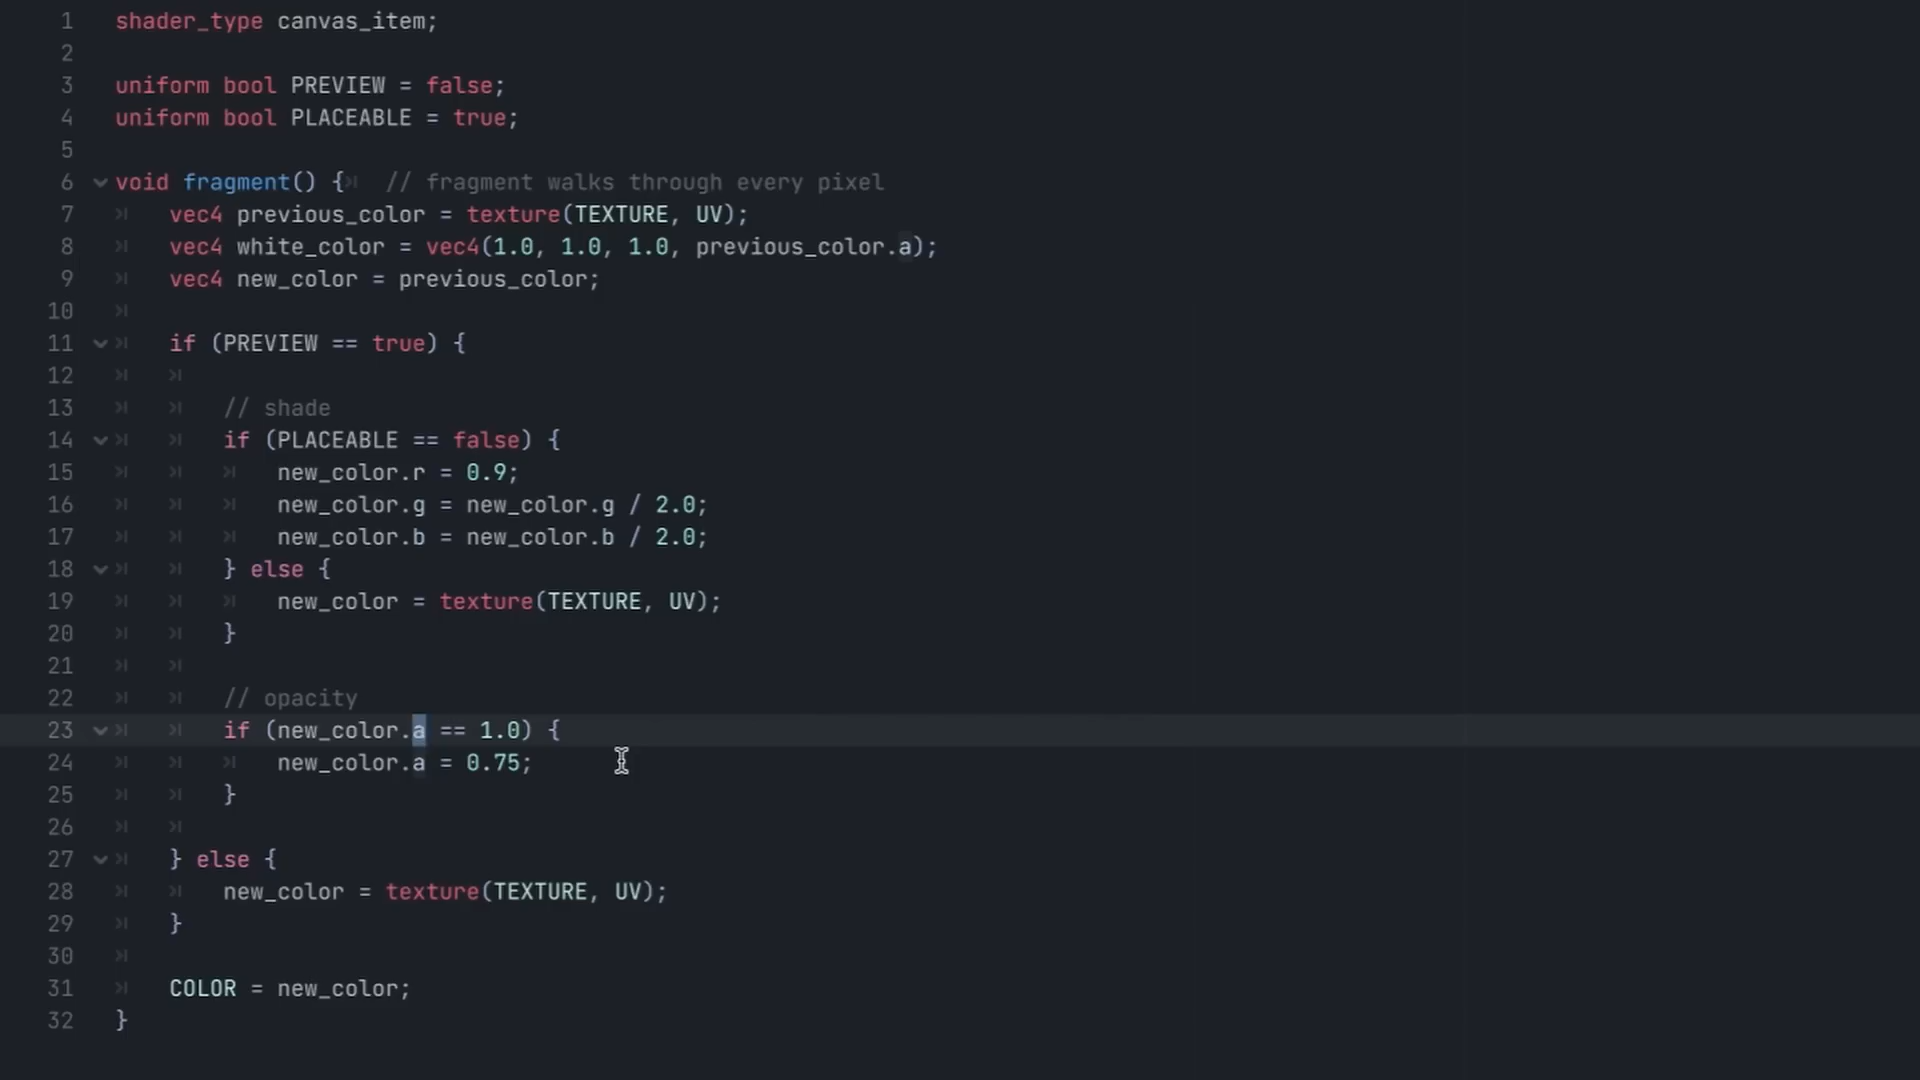 1 shader_type canvas_item;
2
3 uniform bool PREVIEW = false;
4 uniform bool PLACEABLE = true;
5
6 void fragment() { // fragment walks through every pixel
7 vec4 previous_color = texture(TEXTURE, UV);
8 vec4 white_color = vec4(1.0, 1.0, 1.0, previous_color.a);
9 vec4 new_color = previous_color;
10
11 if (PREVIEW == true) {
12
13 // shade
14 if (PLACEABLE == false) {
15 new_color.r = 0.9;
16 new_color.g = new_color.g / 2.0;
17 new_color.b = new_color.b / 2.0;
18 } else {
19 new_color = texture(TEXTURE, UV);
20 }
21
22 // opacity
23 if (new_color.a == 1.0) {
24 new_color.a = 0.75;
25 }
26
27 } else {
28 new_color = texture(TEXTURE, UV);
29 }
30
31 COLOR = new_color;
32 }